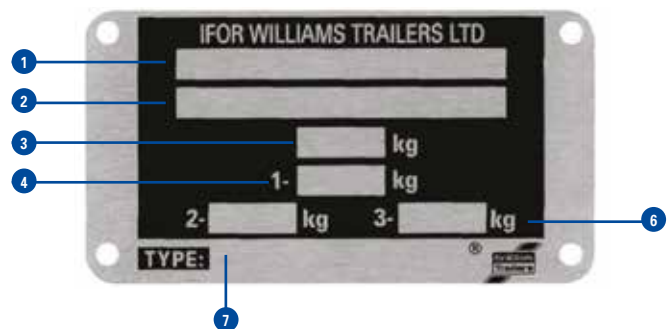 IFOR WILLIAMS TRAILERS LTD
1
2
3 kg
4 1- kg
2- kg 3- kg 6
TYPE: ®
7